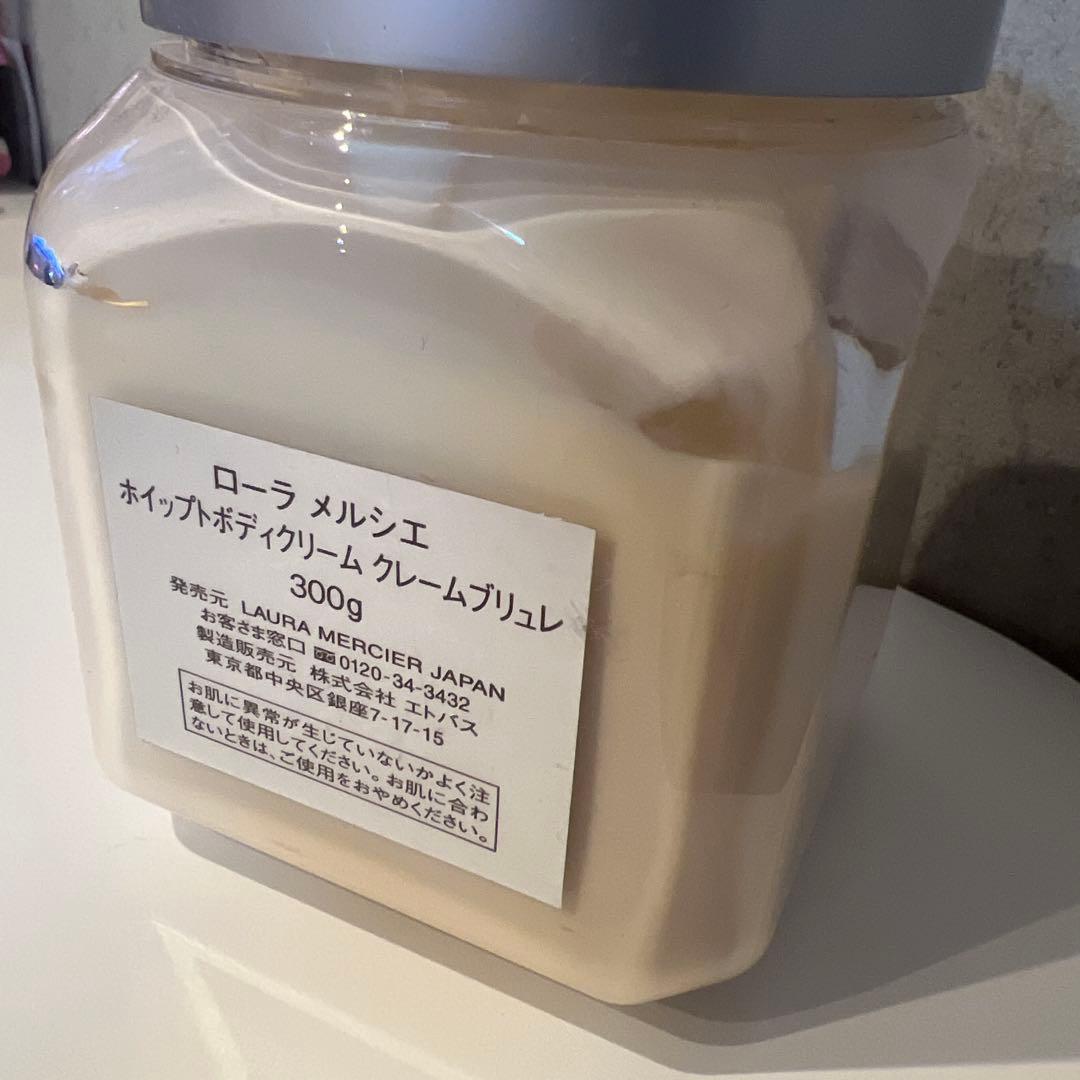 ローラ メルシエ
ホイップトボディクリーム クレームブリュレ
300g
発売元 LAURA MERCIER JAPAN
お客さま窓口 0120-34-3432
製造販売元 株式会社 エトバス
東京都中央区銀座7-17-15
お肌に異常が生じていないかよく注
意して使用してください。お肌に合わ
ないときは、ご使用をおやめください。